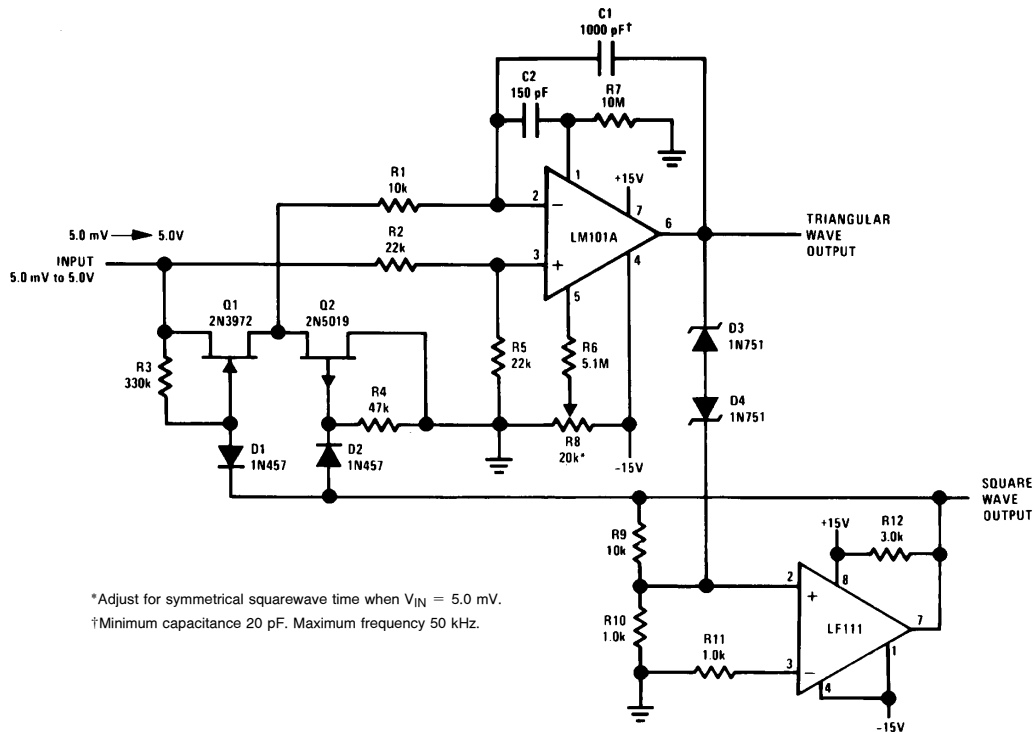 C1
1000 pF†
C2
150 pF
R7
10M
R1
10k
1
+15V
2
−
7
6
LM101A
TRIANGULAR
WAVE
OUTPUT
5.0 mV → 5.0V
INPUT
5.0 mV to 5.0V
R2
22k
3
+
4
5
Q1
2N3972
Q2
2N5019
R3
330k
R5
22k
R6
5.1M
D3
1N751
R4
47k
D4
1N751
R8
20k*
-15V
D1
1N457
D2
1N457
SQUARE
WAVE
OUTPUT
R9
10k
+15V
R12
3.0k
8
2
+
LF111
7
R10
1.0k
R11
1.0k
3
−
1
4
-15V
*Adjust for symmetrical squarewave time when VIN = 5.0 mV.
†Minimum capacitance 20 pF. Maximum frequency 50 kHz.